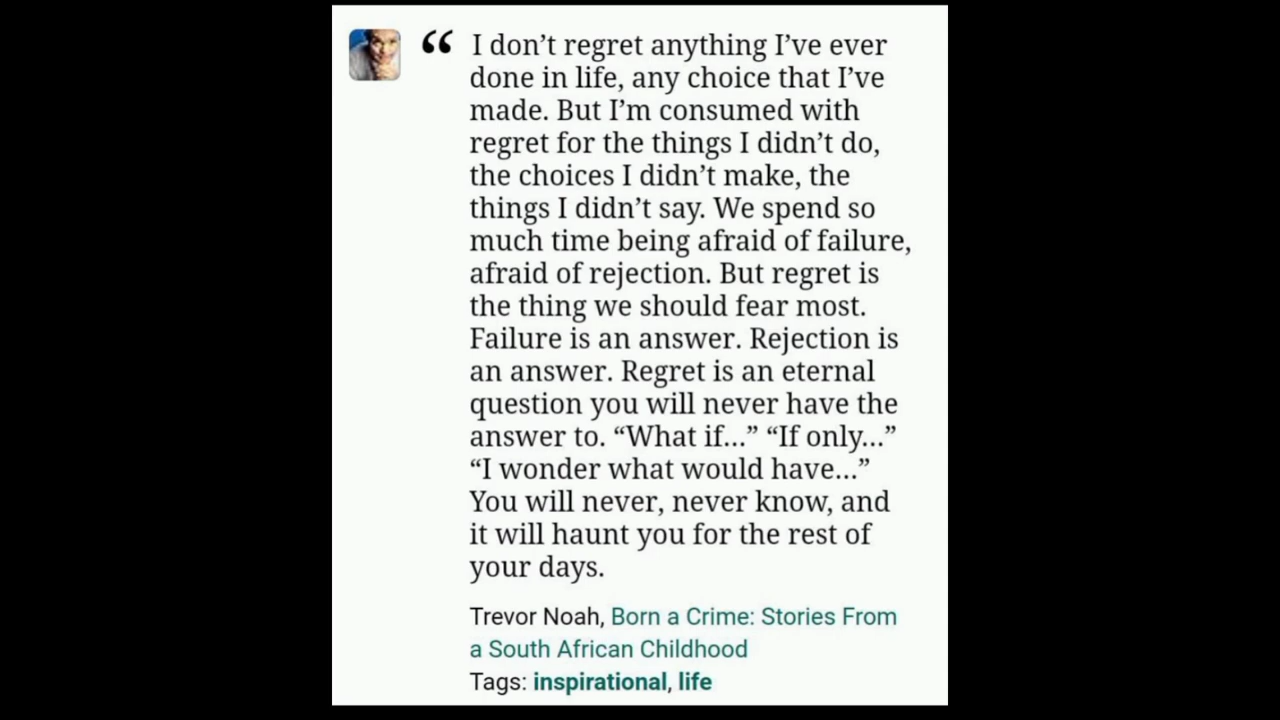 “ I don’t regret anything I’ve ever
done in life, any choice that I’ve
made. But I’m consumed with
regret for the things I didn’t do,
the choices I didn’t make, the
things I didn’t say. We spend so
much time being afraid of failure,
afraid of rejection. But regret is
the thing we should fear most.
Failure is an answer. Rejection is
an answer. Regret is an eternal
question you will never have the
answer to. “What if...” “If only...”
“I wonder what would have...”
You will never, never know, and
it will haunt you for the rest of
your days.
Trevor Noah, Born a Crime: Stories From
a South African Childhood
Tags: inspirational, life